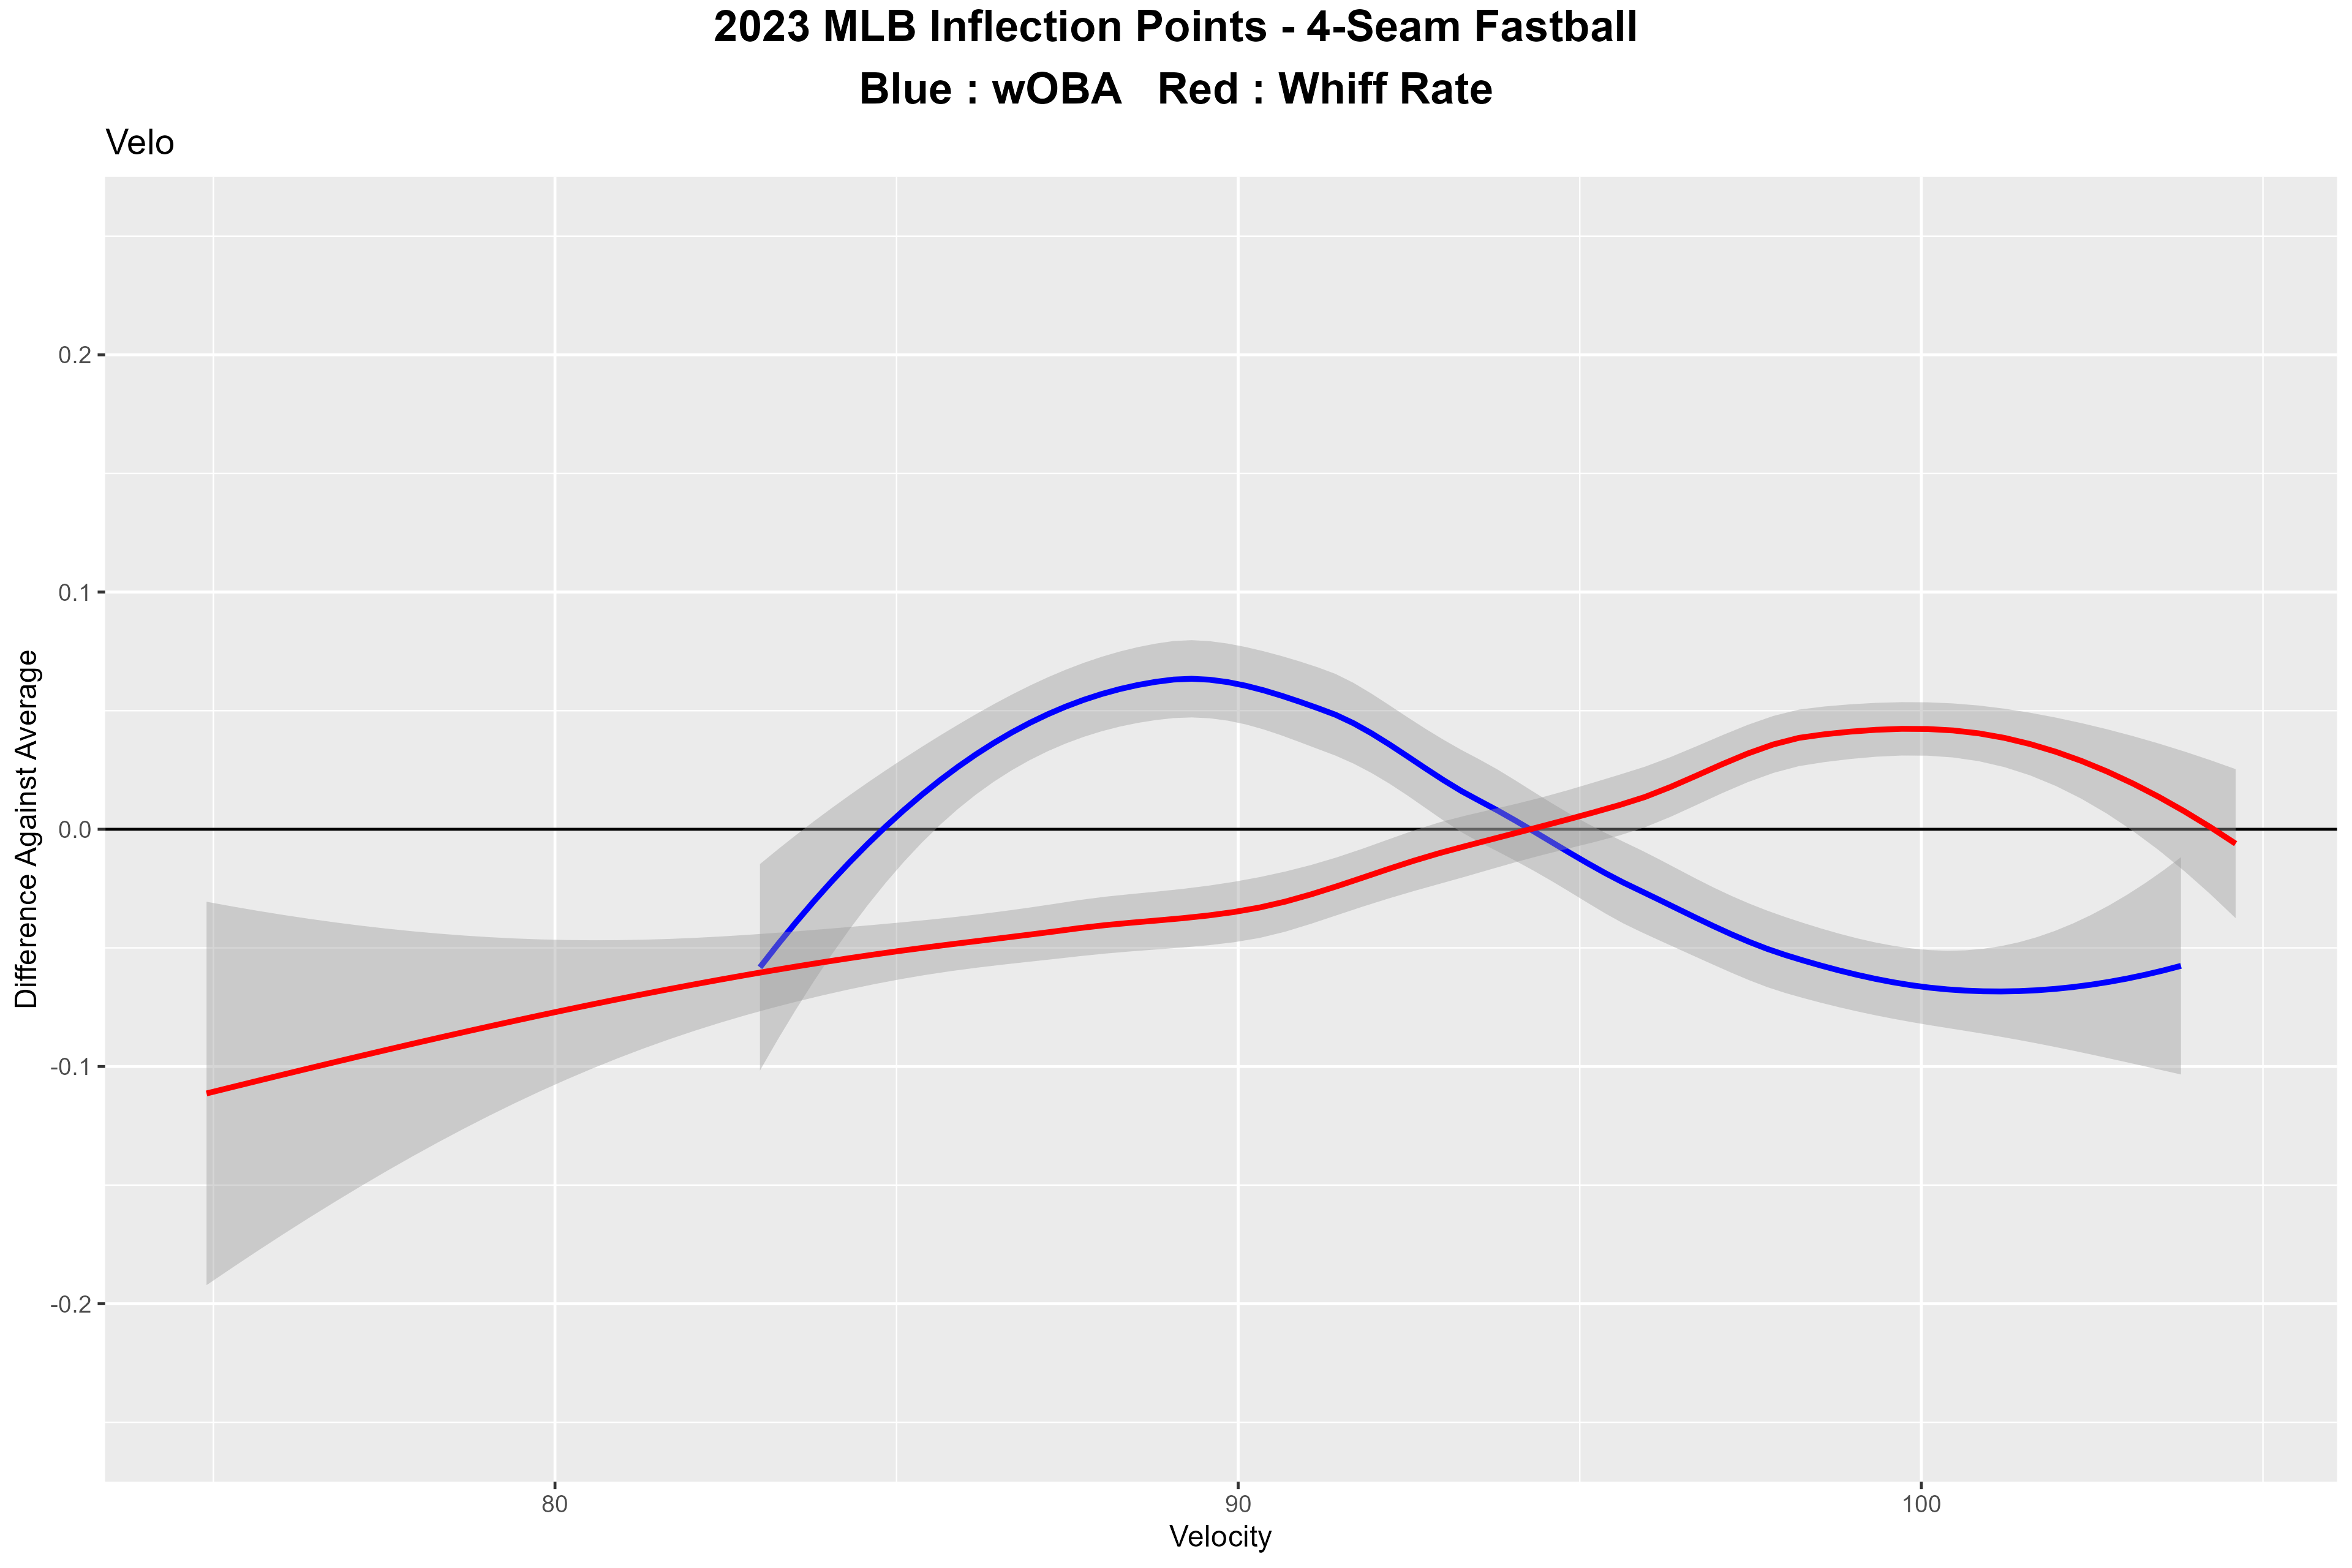 2023 MLB Inflection Points - 4-Seam Fastball
Blue : wOBA   Red : Whiff Rate
Velo
Difference Against Average
0.2
0.1
0.0
-0.1
-0.2
80
90
100
Velocity